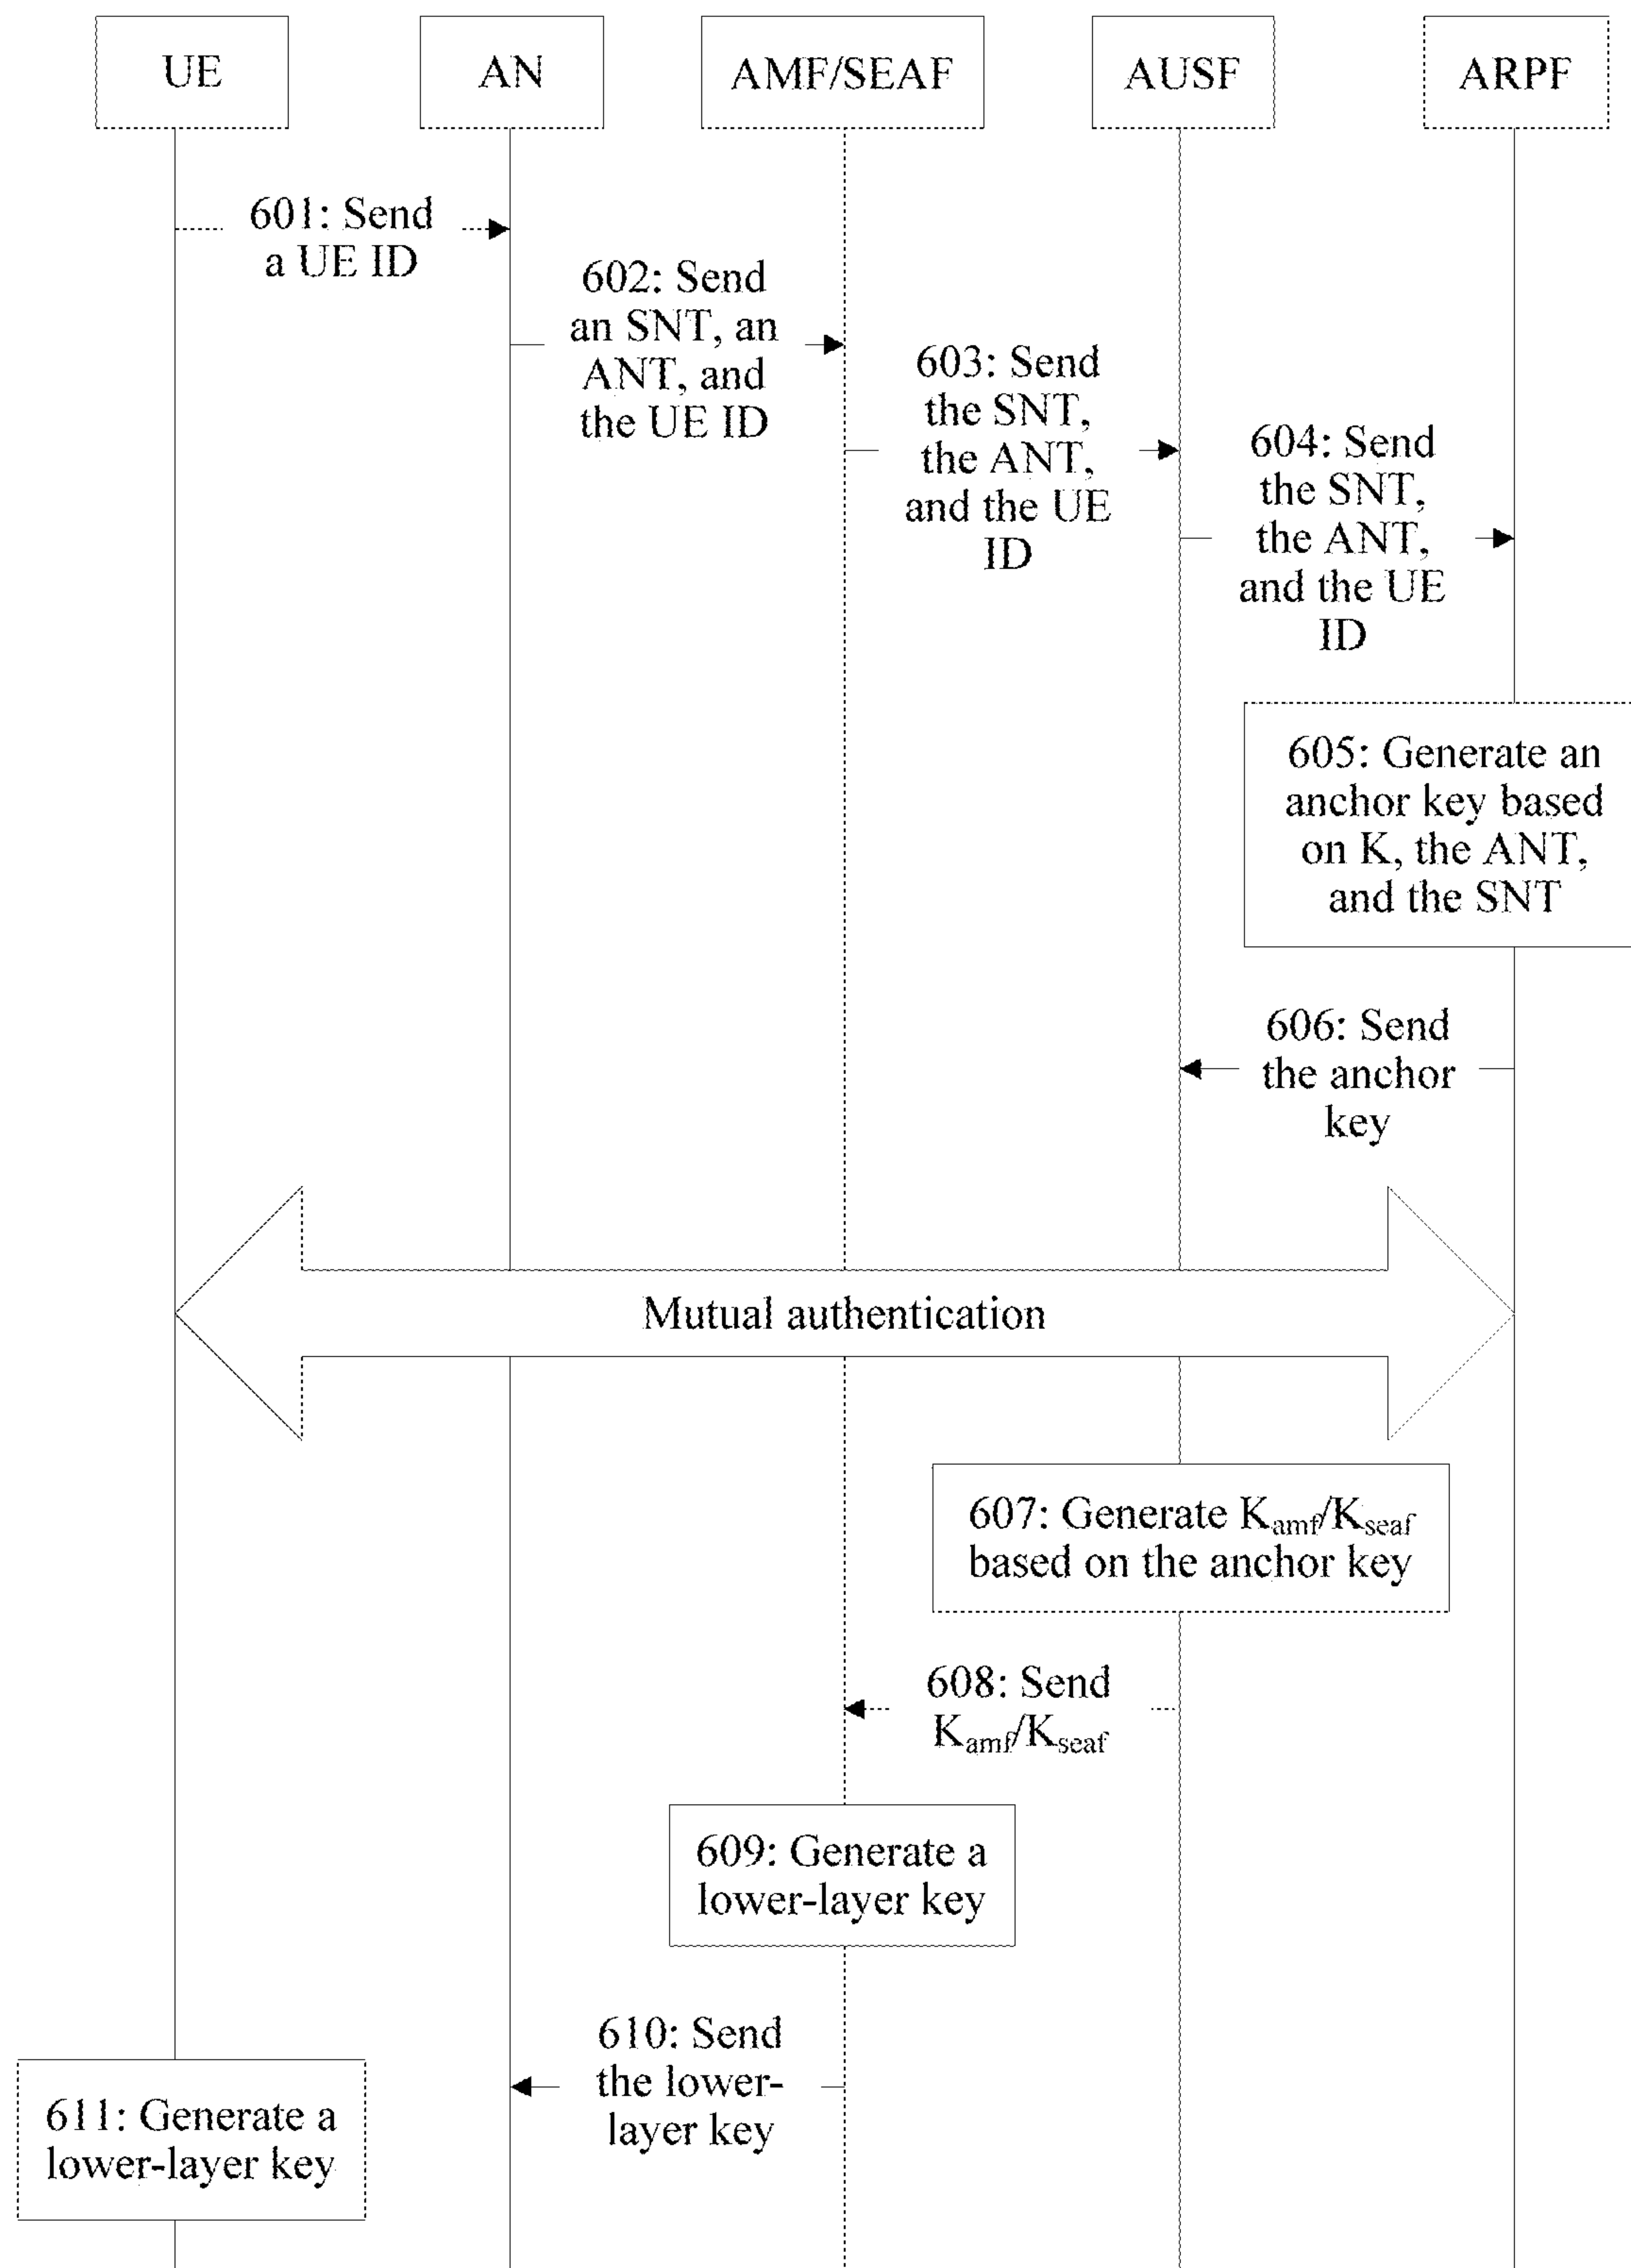 UE
AN
AMF/SEAF
AUSF
ARPF
601: Send
a UE ID
602: Send
an SNT, an
ANT, and
the UE ID
603: Send
the SNT,
the ANT,
and the UE
ID
604: Send
the SNT,
the ANT,
and the UE
ID
605: Generate an
anchor key based
on K, the ANT,
and the SNT
606: Send
the anchor
key
Mutual authentication
607: Generate Kamf/Kseaf
based on the anchor key
608: Send
Kamf/Kseaf
609: Generate a
lower-layer key
610: Send
the lower-
layer key
611: Generate a
lower-layer key